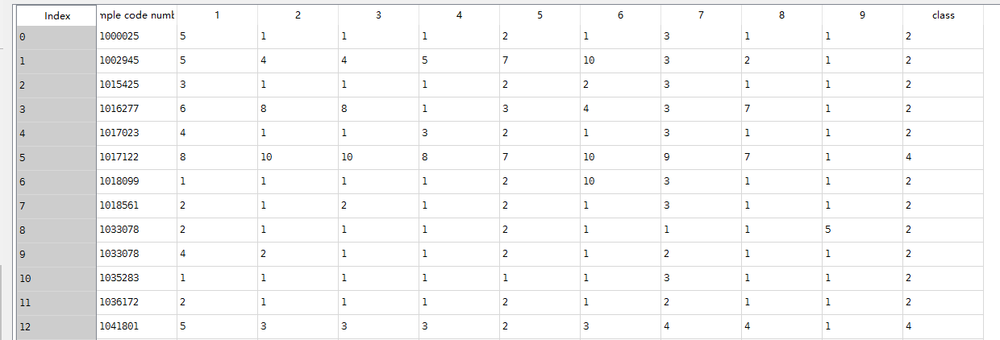 Index mple code numb 1 2 3 4 5 6 7 8 9 class
0 1000025 5 1 1 1 2 1 3 1 1 2
1 1002945 5 4 4 5 7 10 3 2 1 2
2 1015425 3 1 1 1 2 2 3 1 1 2
3 1016277 6 8 8 1 3 4 3 7 1 2
4 1017023 4 1 1 3 2 1 3 1 1 2
5 1017122 8 10 10 8 7 10 9 7 1 4
6 1018099 1 1 1 1 2 10 3 1 1 2
7 1018561 2 1 2 1 2 1 3 1 1 2
8 1033078 2 1 1 1 2 1 1 1 5 2
9 1033078 4 2 1 1 2 1 2 1 1 2
10 1035283 1 1 1 1 1 1 3 1 1 2
11 1036172 2 1 1 1 2 1 2 1 1 2
12 1041801 5 3 3 3 2 3 4 4 1 4